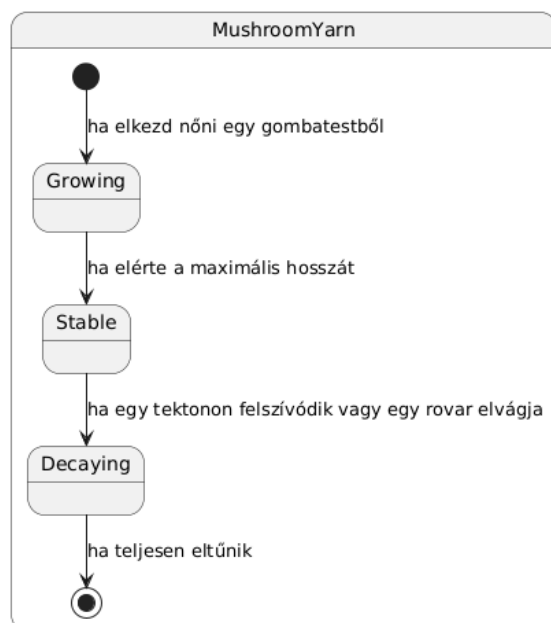 MushroomYarn
ha elkezd nőni egy gombatestből
Growing
ha elérte a maximális hosszát
Stable
ha egy tektonon felszívódik vagy egy rovar elvágja
Decaying
ha teljesen eltűnik